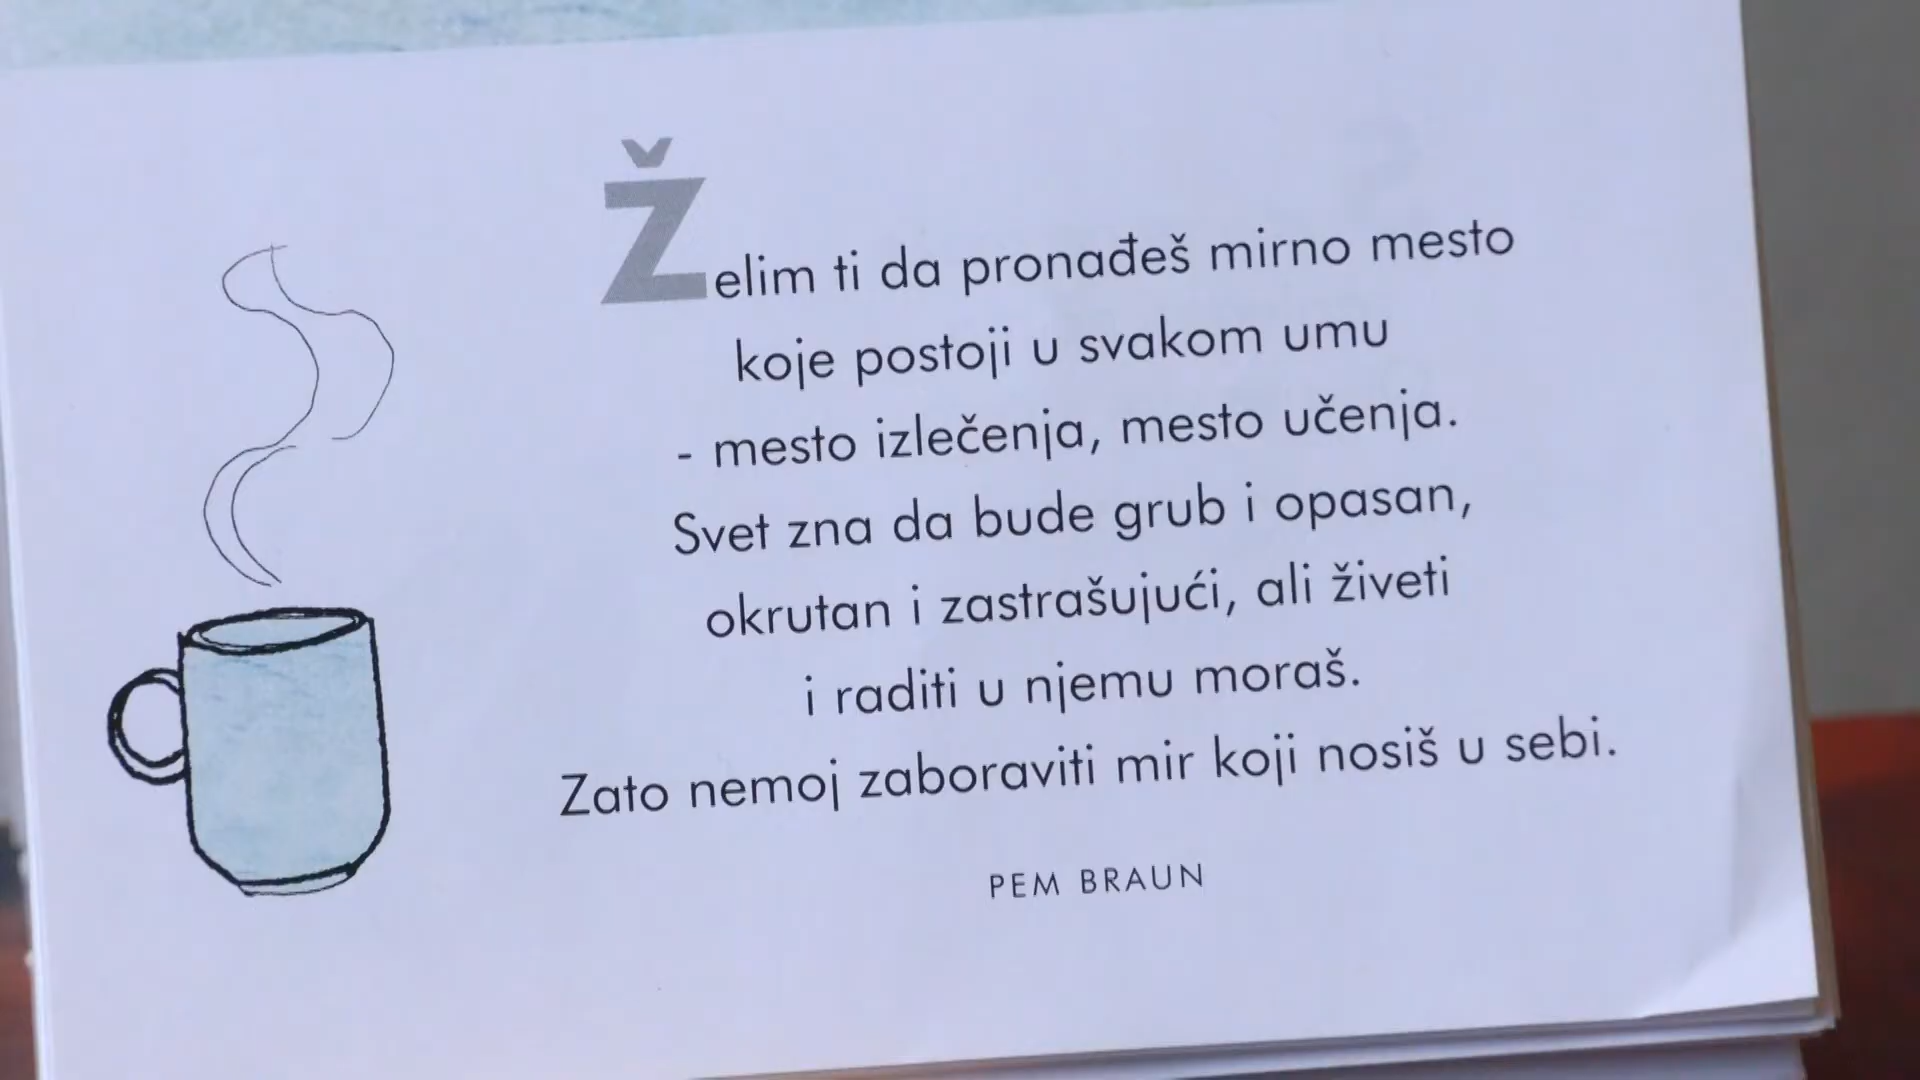 Želim ti da pronađeš mirno mesto
koje postoji u svakom umu
- mesto izlečenja, mesto učenja.
Svet zna da bude grub i opasan,
okrutan i zastrašujući, ali živeti
i raditi u njemu moraš.
Zato nemoj zaboraviti mir koji nosiš u sebi.
PEM BRAUN